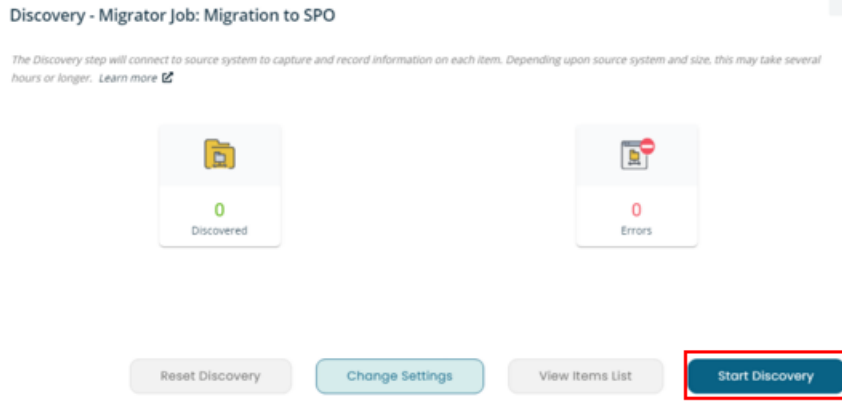 Discovery - Migrator Job: Migration to SPO
The Discovery step will connect to source system to capture and record information on each item. Depending upon source system and size, this may take several
hours or longer. Learn more
0
Discovered
0
Errors
Reset Discovery
Change Settings
View Items List
Start Discovery